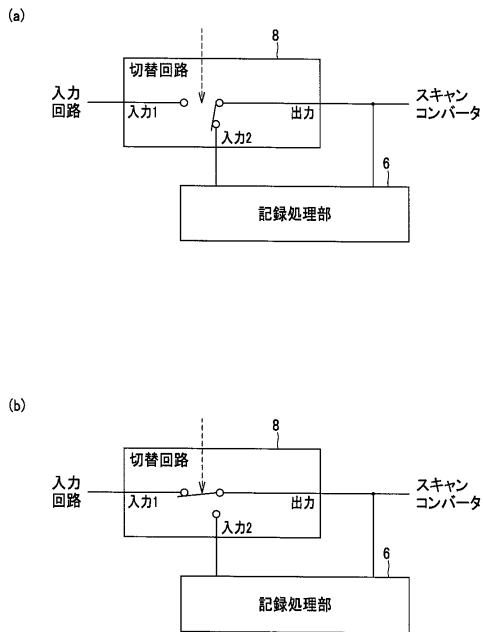 (a)
8
切替回路
入力
回路
入力1
出力
スキャン
コンバータ
入力2
6
記録処理部
(b)
8
切替回路
入力
回路
入力1
出力
スキャン
コンバータ
入力2
6
記録処理部